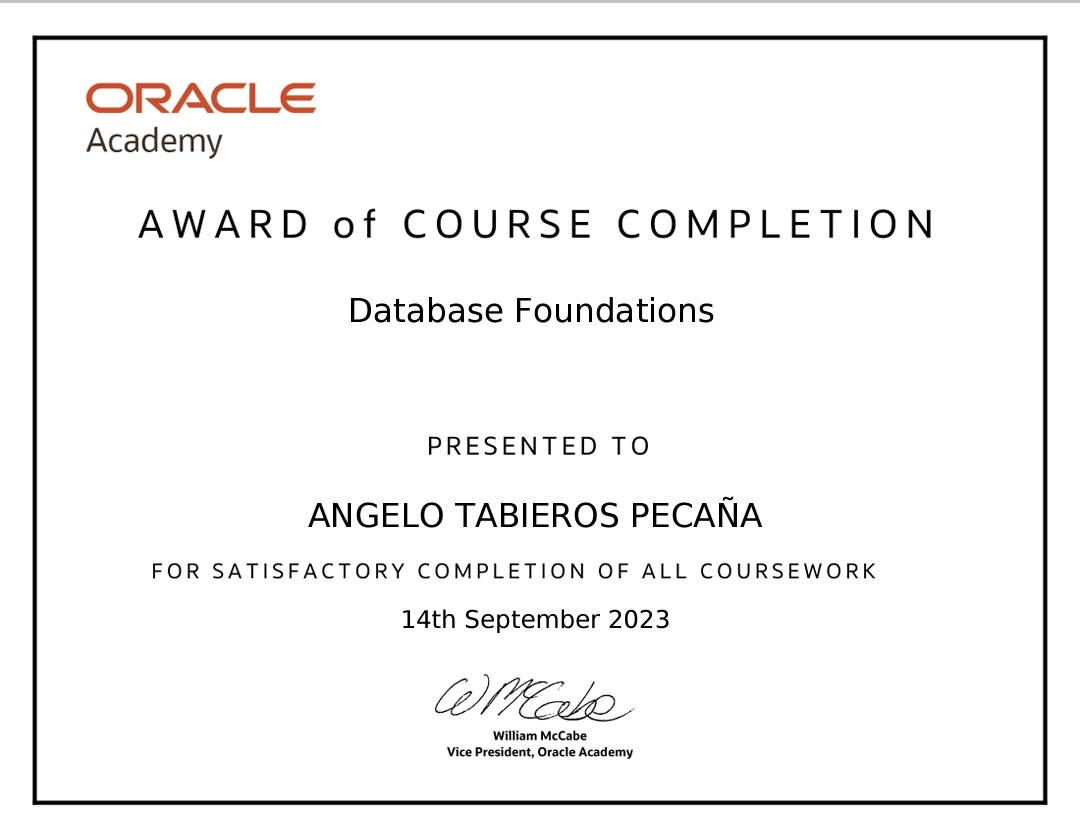 ORACLE
Academy
AWARD of COURSE COMPLETION
Database Foundations
PRESENTED TO
ANGELO TABIEROS PECAÑA
FOR SATISFACTORY COMPLETION OF ALL COURSEWORK
14th September 2023
W McCabe
William McCabe
Vice President, Oracle Academy